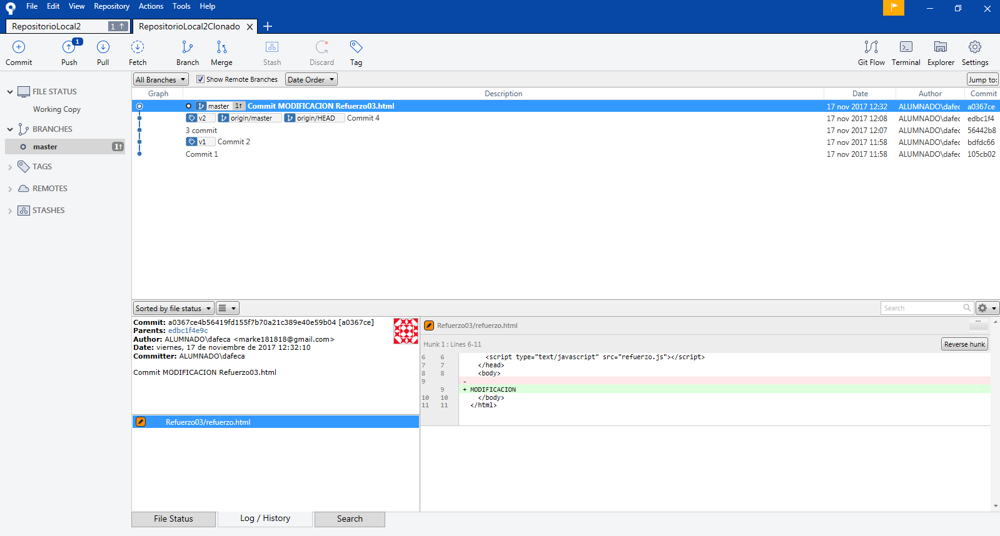 File Edit View Repository Actions Tools Help
RepositorioLocal2 1 ↑ RepositorioLocal2Clonado
1
Commit Push Pull Fetch Branch Merge Stash Discard Tag Git Flow Terminal Explorer Settings
All Branches Show Remote Branches Date Order Jump to:
FILE STATUS
Working Copy
BRANCHES
master 1↑
TAGS
REMOTES
STASHES
Graph Description Date Author Commit
master 1↑ Commit MODIFICACION Refuerzo03.html 17 nov 2017 12:32 ALUMNADO\dafec a0367ce
v2 origin/master origin/HEAD Commit 4 17 nov 2017 12:08 ALUMNADO\dafec edbc1f4
3 commit 17 nov 2017 12:07 ALUMNADO\dafec 56442b8
v1 Commit 2 17 nov 2017 11:58 ALUMNADO\dafec bdfdc66
Commit 1 17 nov 2017 11:58 ALUMNADO\dafec 105cb02
Sorted by file status Search
Commit: a0367ce4b56419fd155f7b70a21c389e40e59b04 [a0367ce]
Parents: edbc1f4e9c
Author: ALUMNADO\dafeca <marke181818@gmail.com>
Date: viernes, 17 de noviembre de 2017 12:32:10
Committer: ALUMNADO\dafeca
Commit MODIFICACION Refuerzo03.html
Refuerzo03/refuerzo.html
Refuerzo03/refuerzo.html
Hunk 1 : Lines 6-11 Reverse hunk
6 6 <script type="text/javascript" src="refuerzo.js"></script>
7 7 </head>
8 8 <body>
9 -
9 + MODIFICACION
10 10 </body>
11 11 </html>
File Status Log / History Search